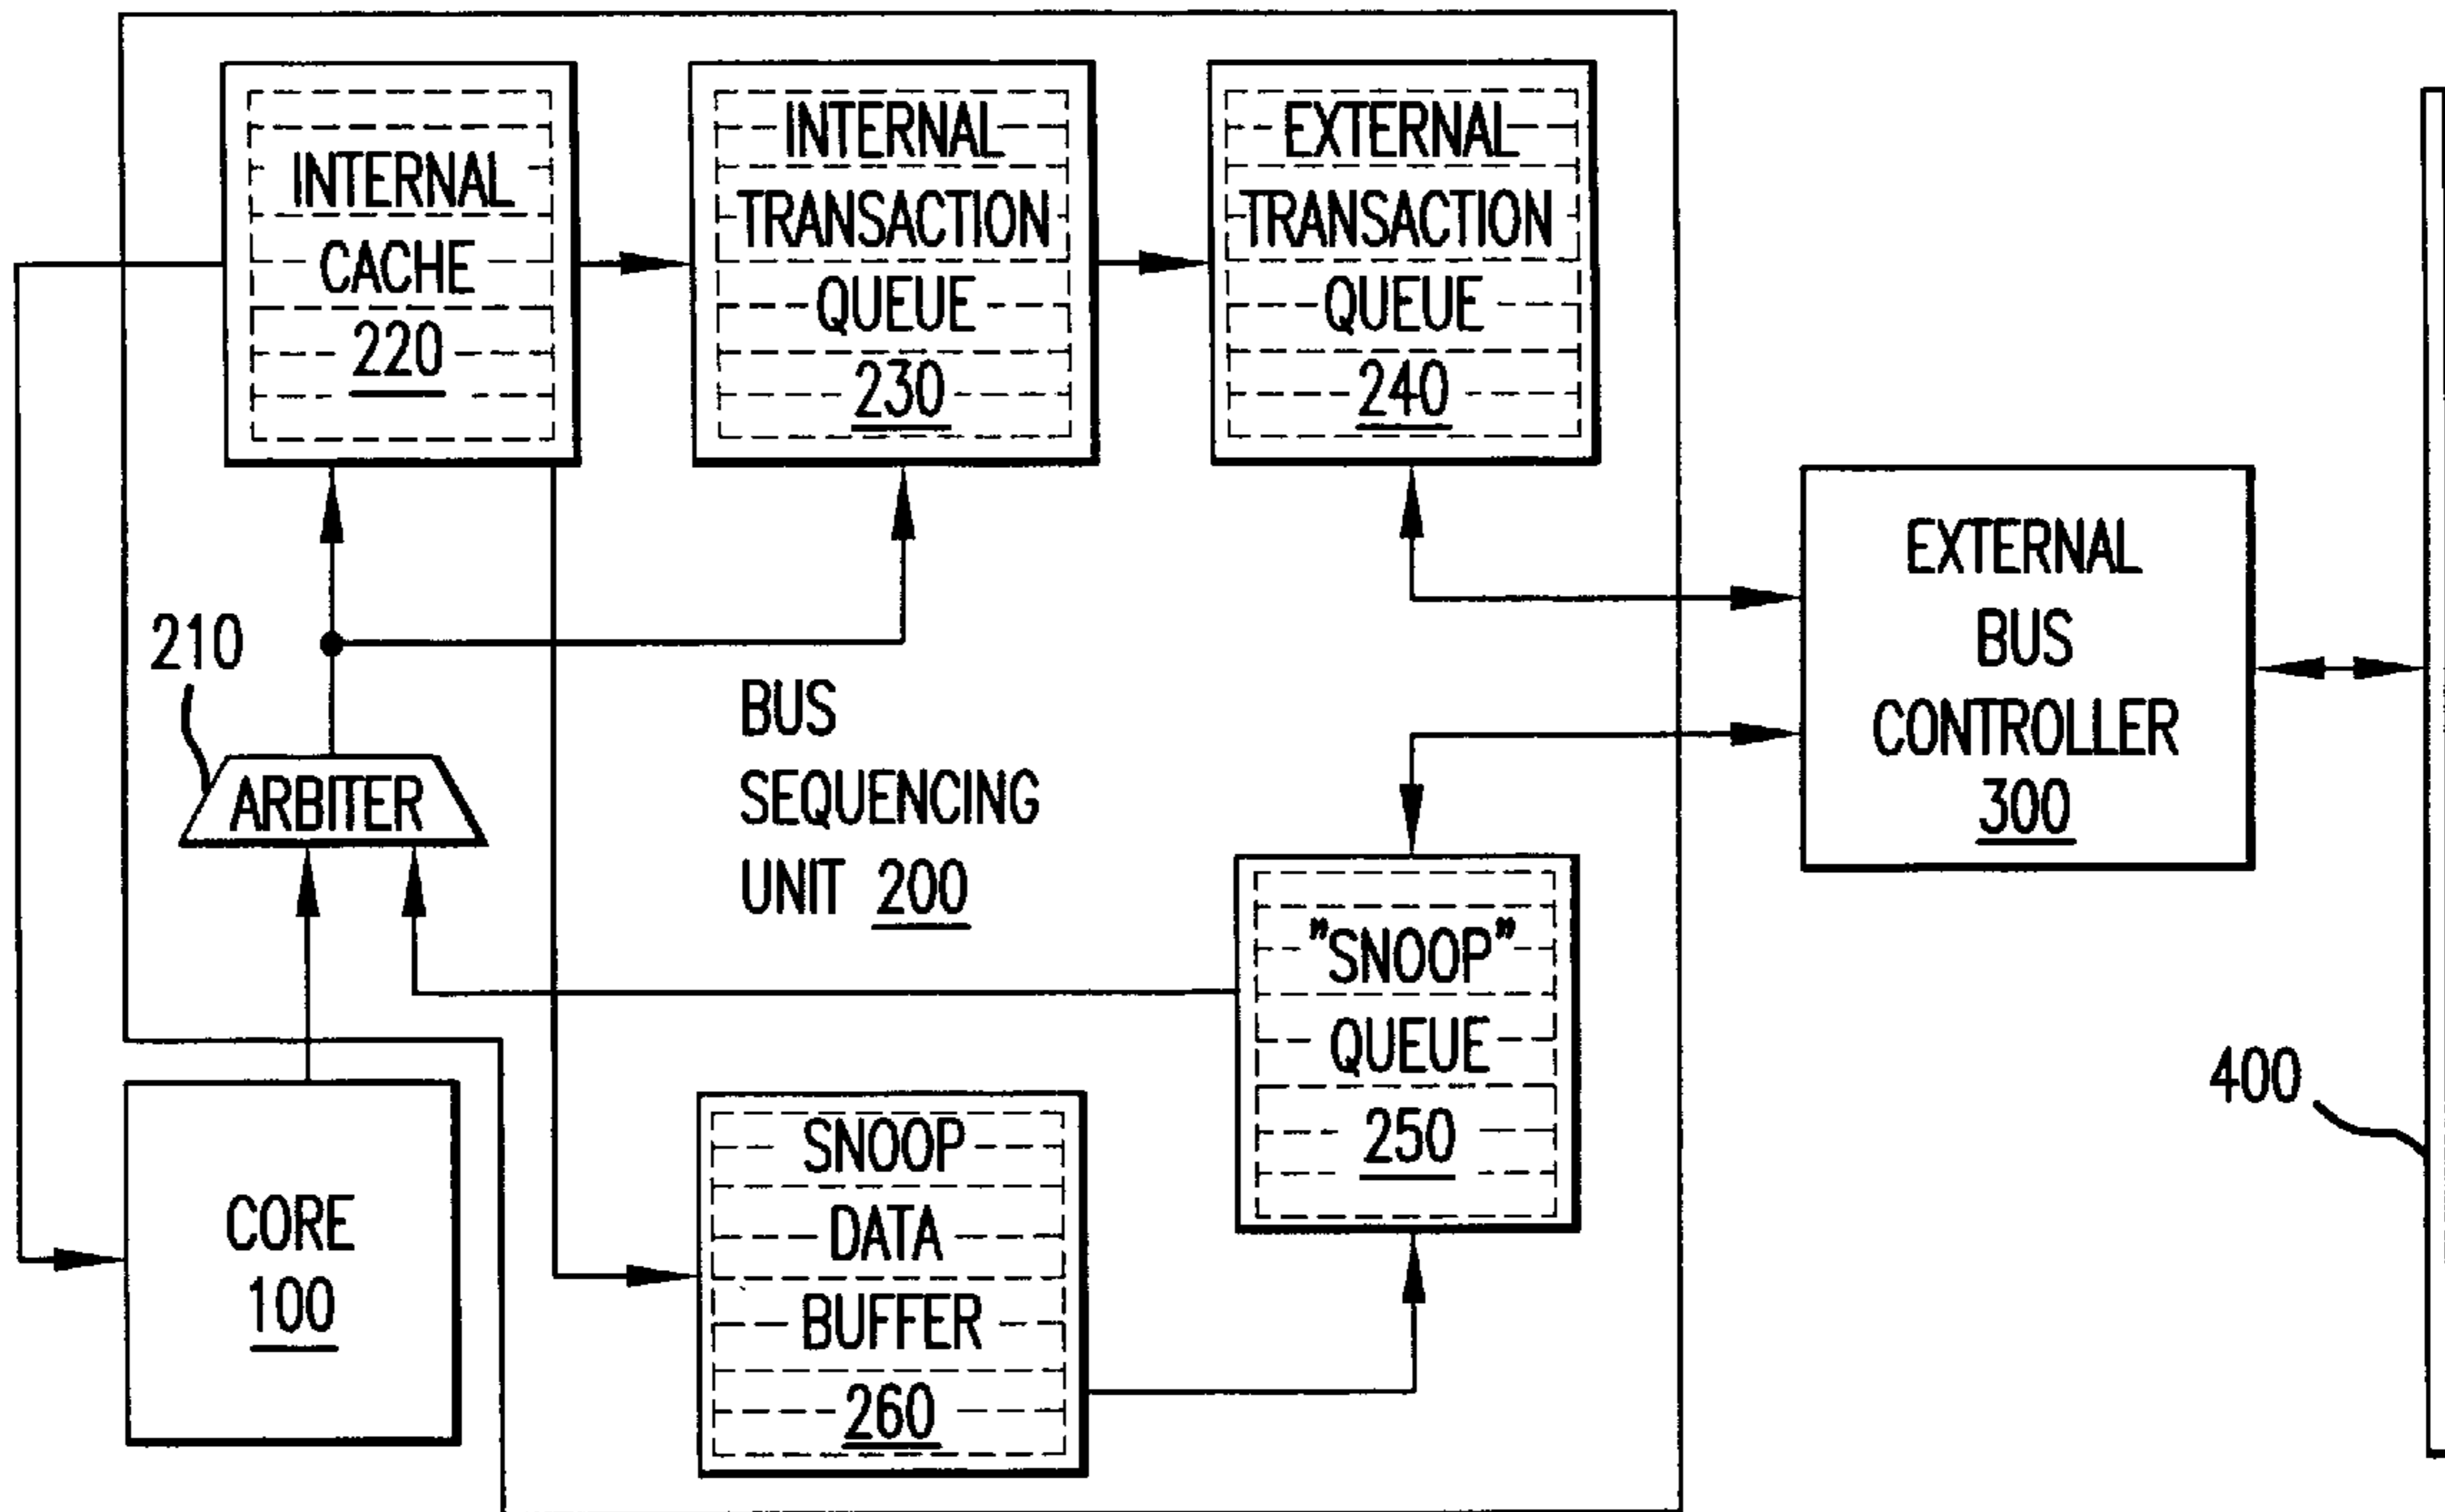 INTERNAL
CACHE
220
INTERNAL
TRANSACTION
QUEUE
230
EXTERNAL
TRANSACTION
QUEUE
240
210
ARBITER
BUS
SEQUENCING
UNIT 200
EXTERNAL
BUS
CONTROLLER
300
"SNOOP"
QUEUE
250
SNOOP
DATA
BUFFER
260
CORE
100
400